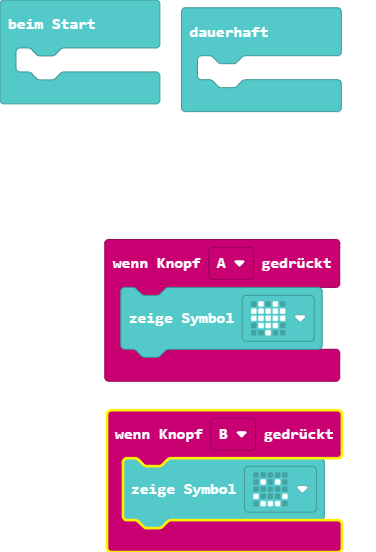 beim Start
dauerhaft
wenn Knopf A gedrückt
zeige Symbol
wenn Knopf B gedrückt
zeige Symbol